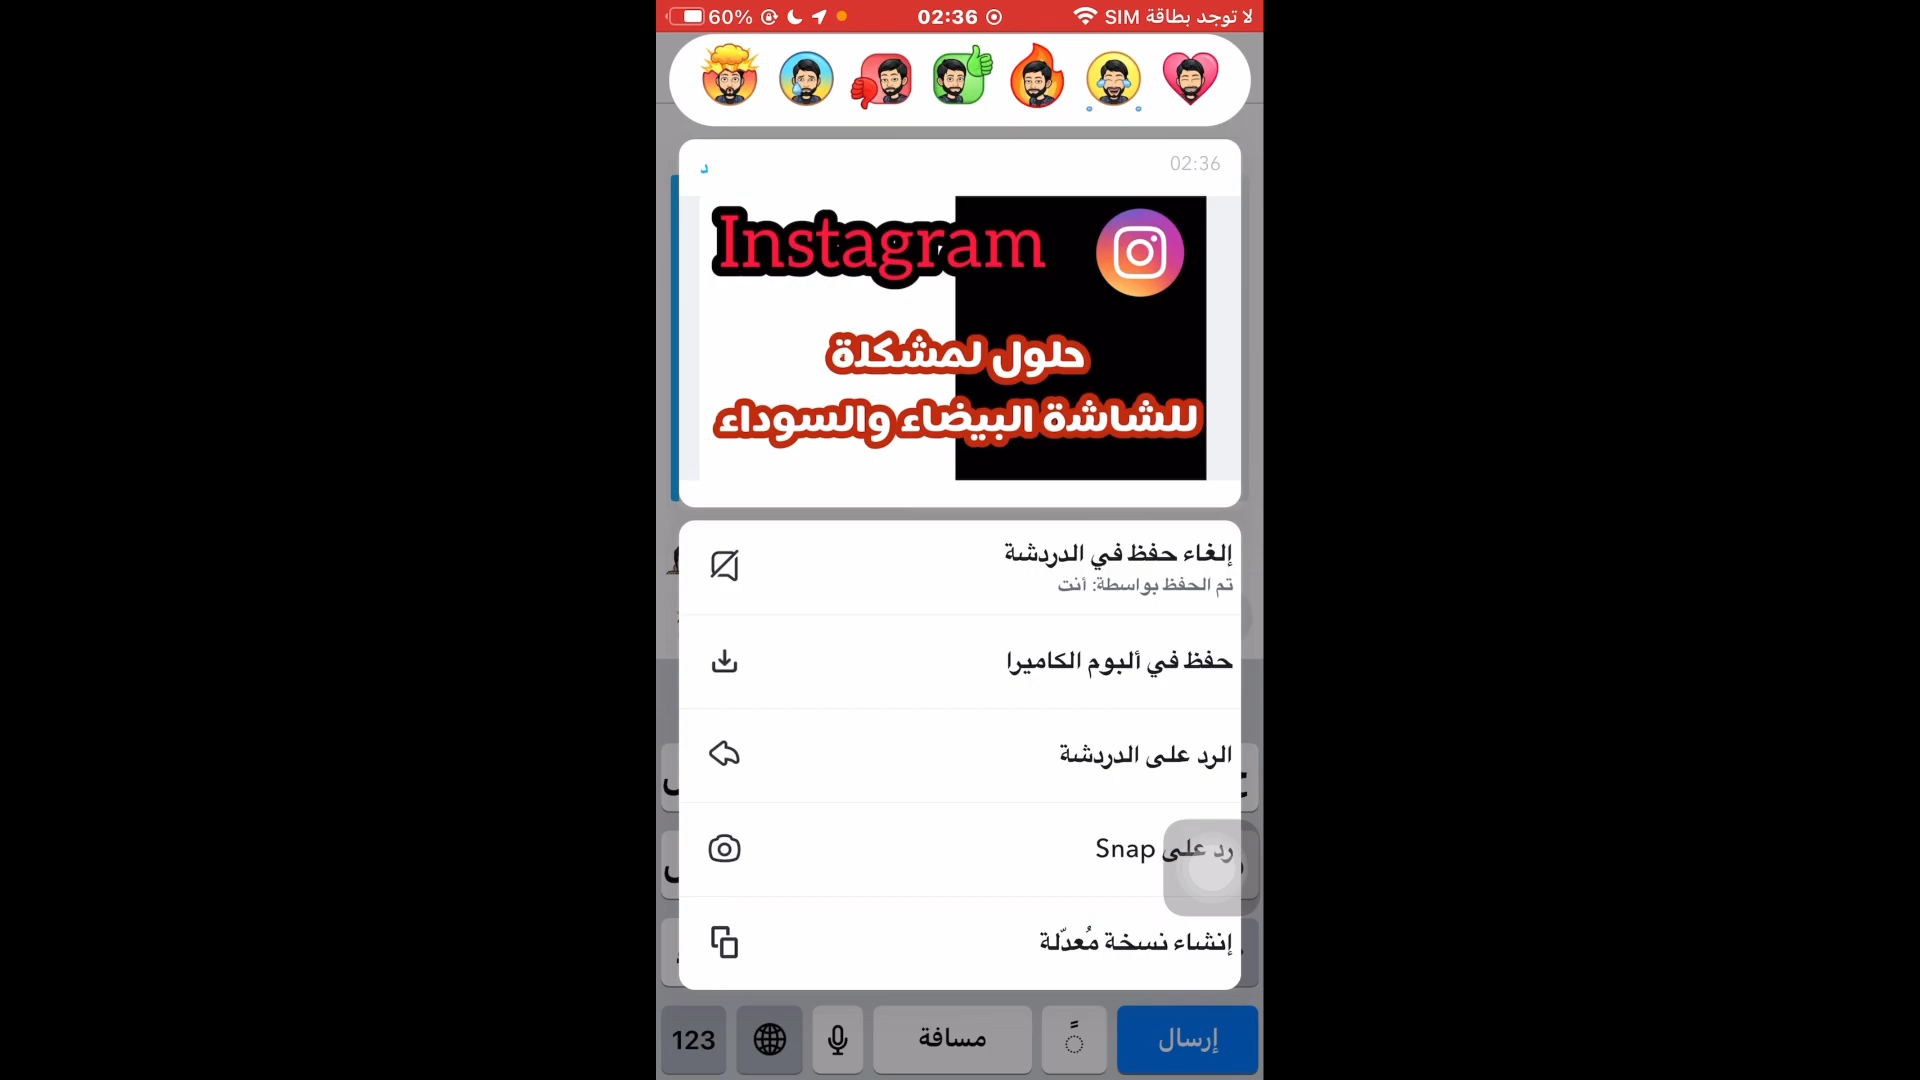 لا توجد بطاقة SIM
02:36
60%
د
02:36
Instagram
حلول لمشكلة
للشاشة البيضاء والسوداء
إلغاء حفظ في الدردشة
تم الحفظ بواسطة: أنت
حفظ في ألبوم الكاميرا
الرد على الدردشة
رد على Snap
إنشاء نسخة مُعدّلة
إرسال
مسافة
123